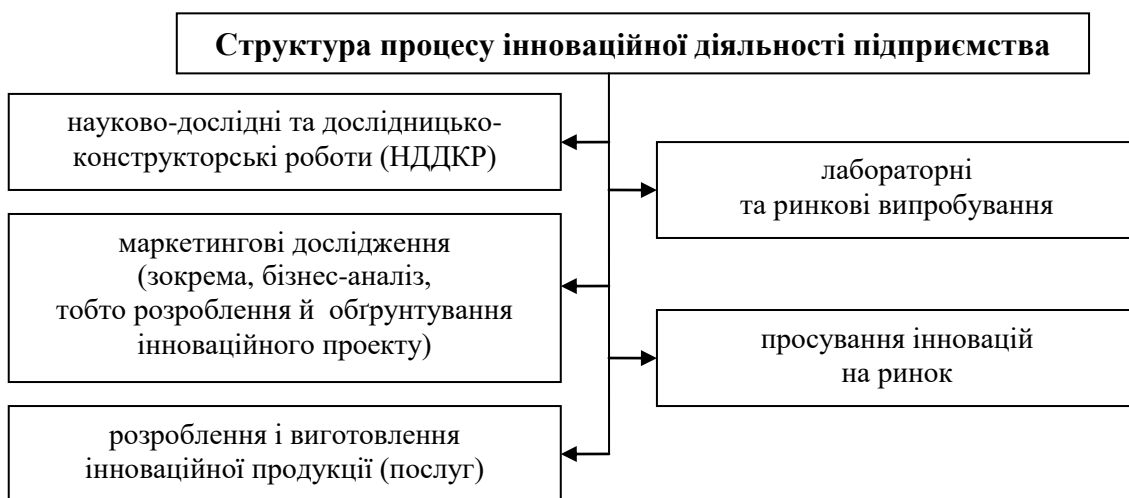 Структура процесу інноваційної діяльності підприємства
науково-дослідні та дослідницько-
конструкторські роботи (НДДКР)
лабораторні
та ринкові випробування
маркетингові дослідження
(зокрема, бізнес-аналіз,
тобто розроблення й обґрунтування
інноваційного проекту)
просування інновацій
на ринок
розроблення і виготовлення
інноваційної продукції (послуг)